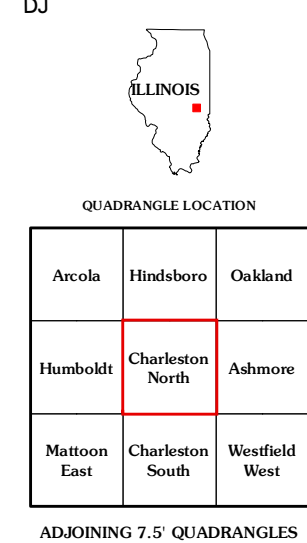 DJ
ILLINOIS
QUADRANGLE LOCATION
Arcola Hindsboro Oakland
Humboldt Charleston North Ashmore
Mattoon East Charleston South Westfield West
ADJOINING 7.5' QUADRANGLES